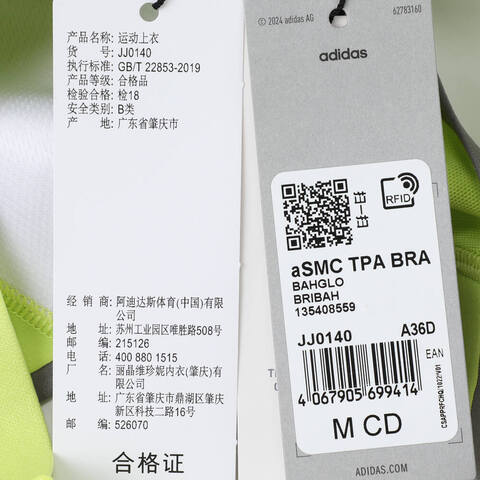 产品名称：运动上衣
货　　号：JJ0140
执行标准：GB/T 22853-2019
产品等级：合格品
检验合格：检18
安全类别：B类
产　　地：广东省肇庆市
经 销 商：阿迪达斯体育(中国)有限
公司
地　　址：苏州工业园区唯胜路508号
邮　　编：215126
电　　话：400 880 1515
厂　　名：丽晶维珍妮内衣(肇庆)有
限公司
地　　址：广东省肇庆市鼎湖区肇庆
新区科技二路16号
邮　　编：526070
合格证
© 2024 adidas AG
62783160
adidas
RFID
aSMC TPA BRA
BAHGLO
BRIBAH
135408559
JJ0140 A36D
EAN
4 067905 699414
M CD
CSAPP2FCHQ/1022V01
ADIDAS.COM